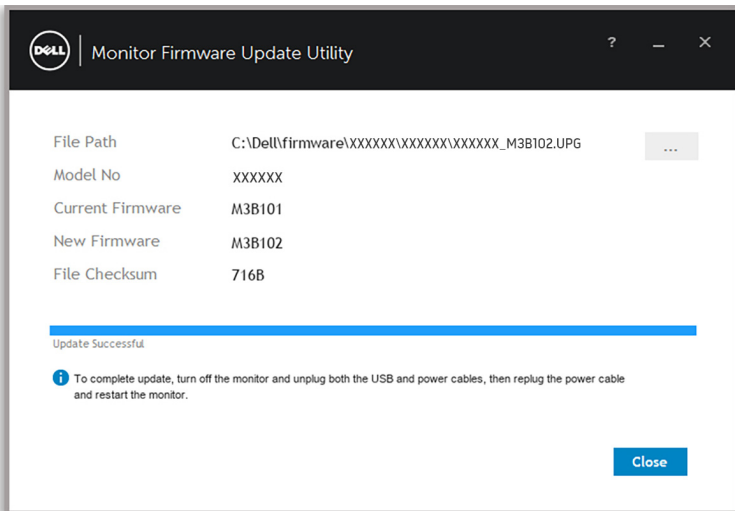 DELL Monitor Firmware Update Utility ? – ×
File Path C:\Dell\firmware\XXXXXX\XXXXXX\XXXXXX_M3B102.UPG ...
Model No XXXXXX
Current Firmware M3B101
New Firmware M3B102
File Checksum 716B
Update Successful
To complete update, turn off the monitor and unplug both the USB and power cables, then replug the power cable
and restart the monitor.
Close